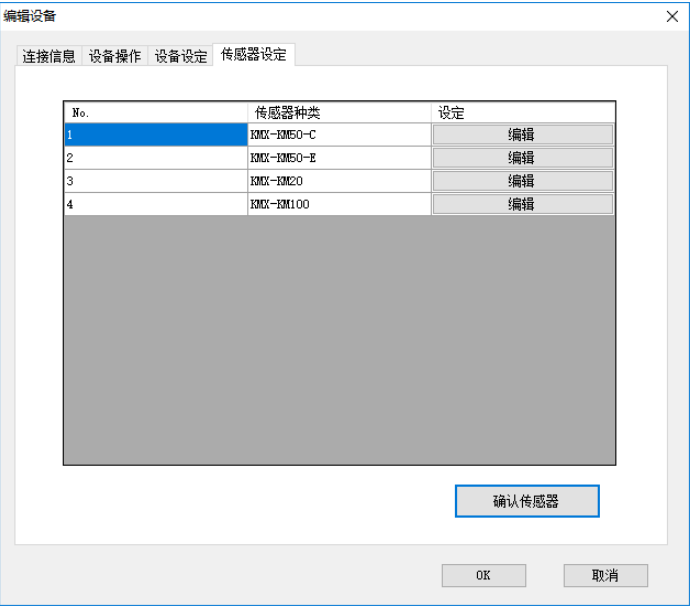 编辑设备
连接信息 设备操作 设备设定 传感器设定
No. 传感器种类 设定
1 KMX-KM50-C 编辑
2 KMX-KM50-E 编辑
3 KMX-KM20 编辑
4 KMX-KM100 编辑
确认传感器
OK 取消